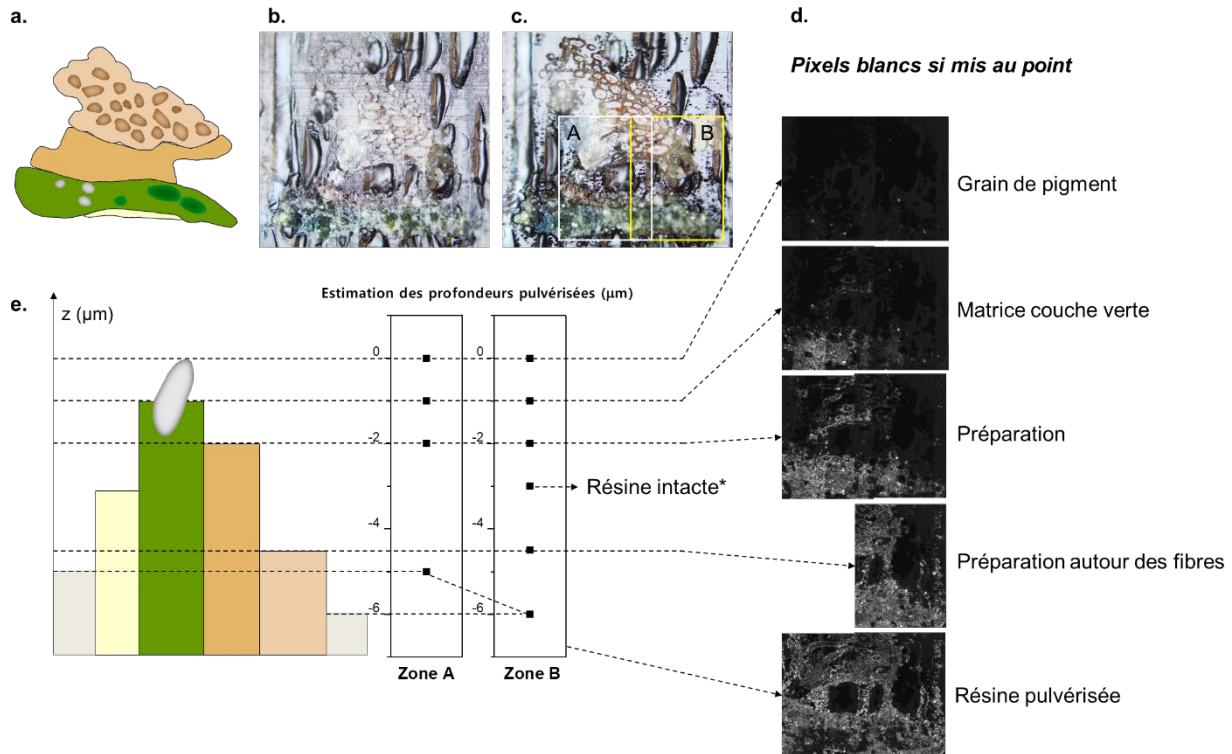 a.
b.
c.
d.
A
B
Pixels blancs si mis au point
Grain de pigment
Matrice couche verte
Préparation
Préparation autour des fibres
Résine pulvérisée
e.
z (µm)
Estimation des profondeurs pulvérisées (µm)
0
-2
-4
-6
0
-2
-4
-6
Résine intacte*
Zone A
Zone B